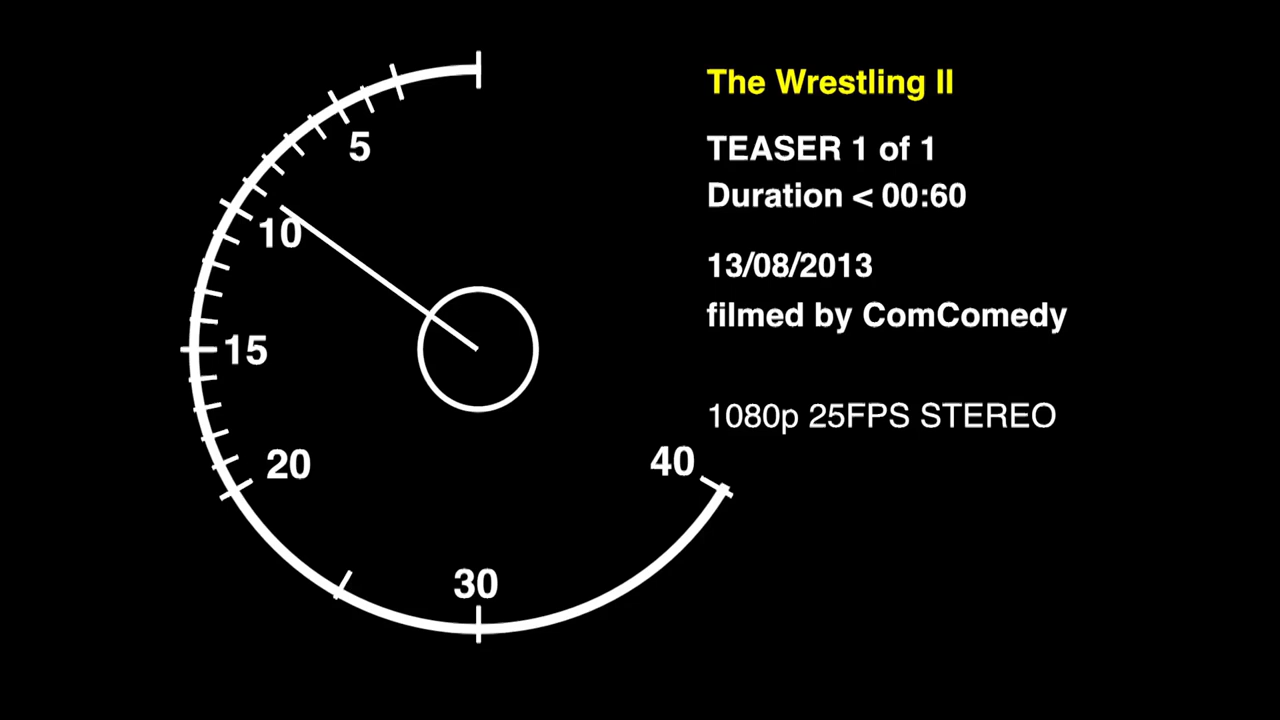 The Wrestling II
TEASER 1 of 1
Duration < 00:60
13/08/2013
filmed by ComComedy
1080p 25FPS STEREO
5
10
15
20
30
40